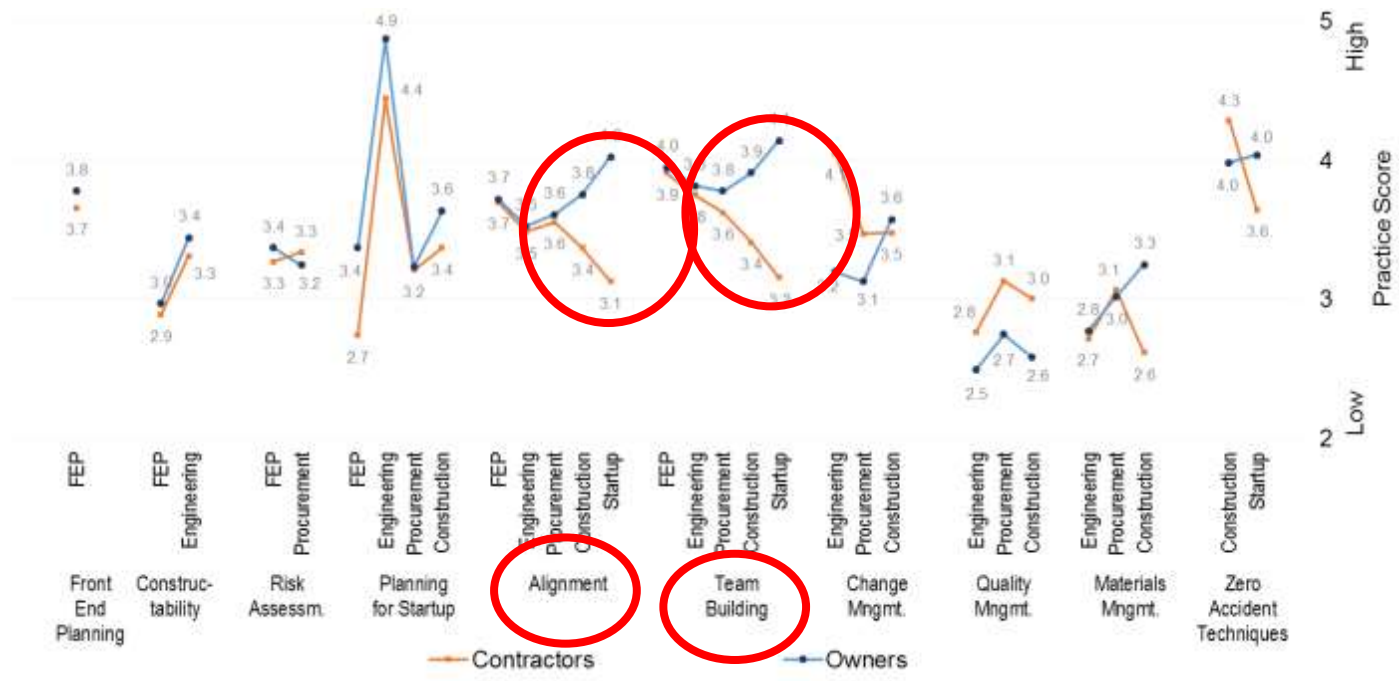 5
High
4.9
4.4
4.3
4.0
4.0
3.9
4
3.8
3.7
3.8
3.8
3.6
3.6
4.0
3.9
3.7
3.7
3.6
3.6
3.6
3.5
3.4
3.4
3.3
3.4
3.4
3.4
3.3
3.3
3.2
3.2
3.1
3.1
3.1
3.0
3.1
3.3
3
2.9
2.7
2.8
2.8
3.0
2.7
2.7
2.6
2.6
2.5
Practice Score
Low
2
FEP
FEP
Engineering
FEP
Procurement
FEP
Engineering
Procurement
Construction
FEP
Engineering
Procurement
Construction
Startup
FEP
Engineering
Procurement
Construction
Startup
Engineering
Procurement
Construction
Engineering
Procurement
Construction
Engineering
Procurement
Construction
Construction
Startup
Front
End
Planning
Construc-
tability
Risk
Assessm.
Planning
for Startup
Alignment
Team
Building
Change
Mngmt.
Quality
Mngmt.
Materials
Mngmt.
Zero
Accident
Techniques
Contractors
Owners